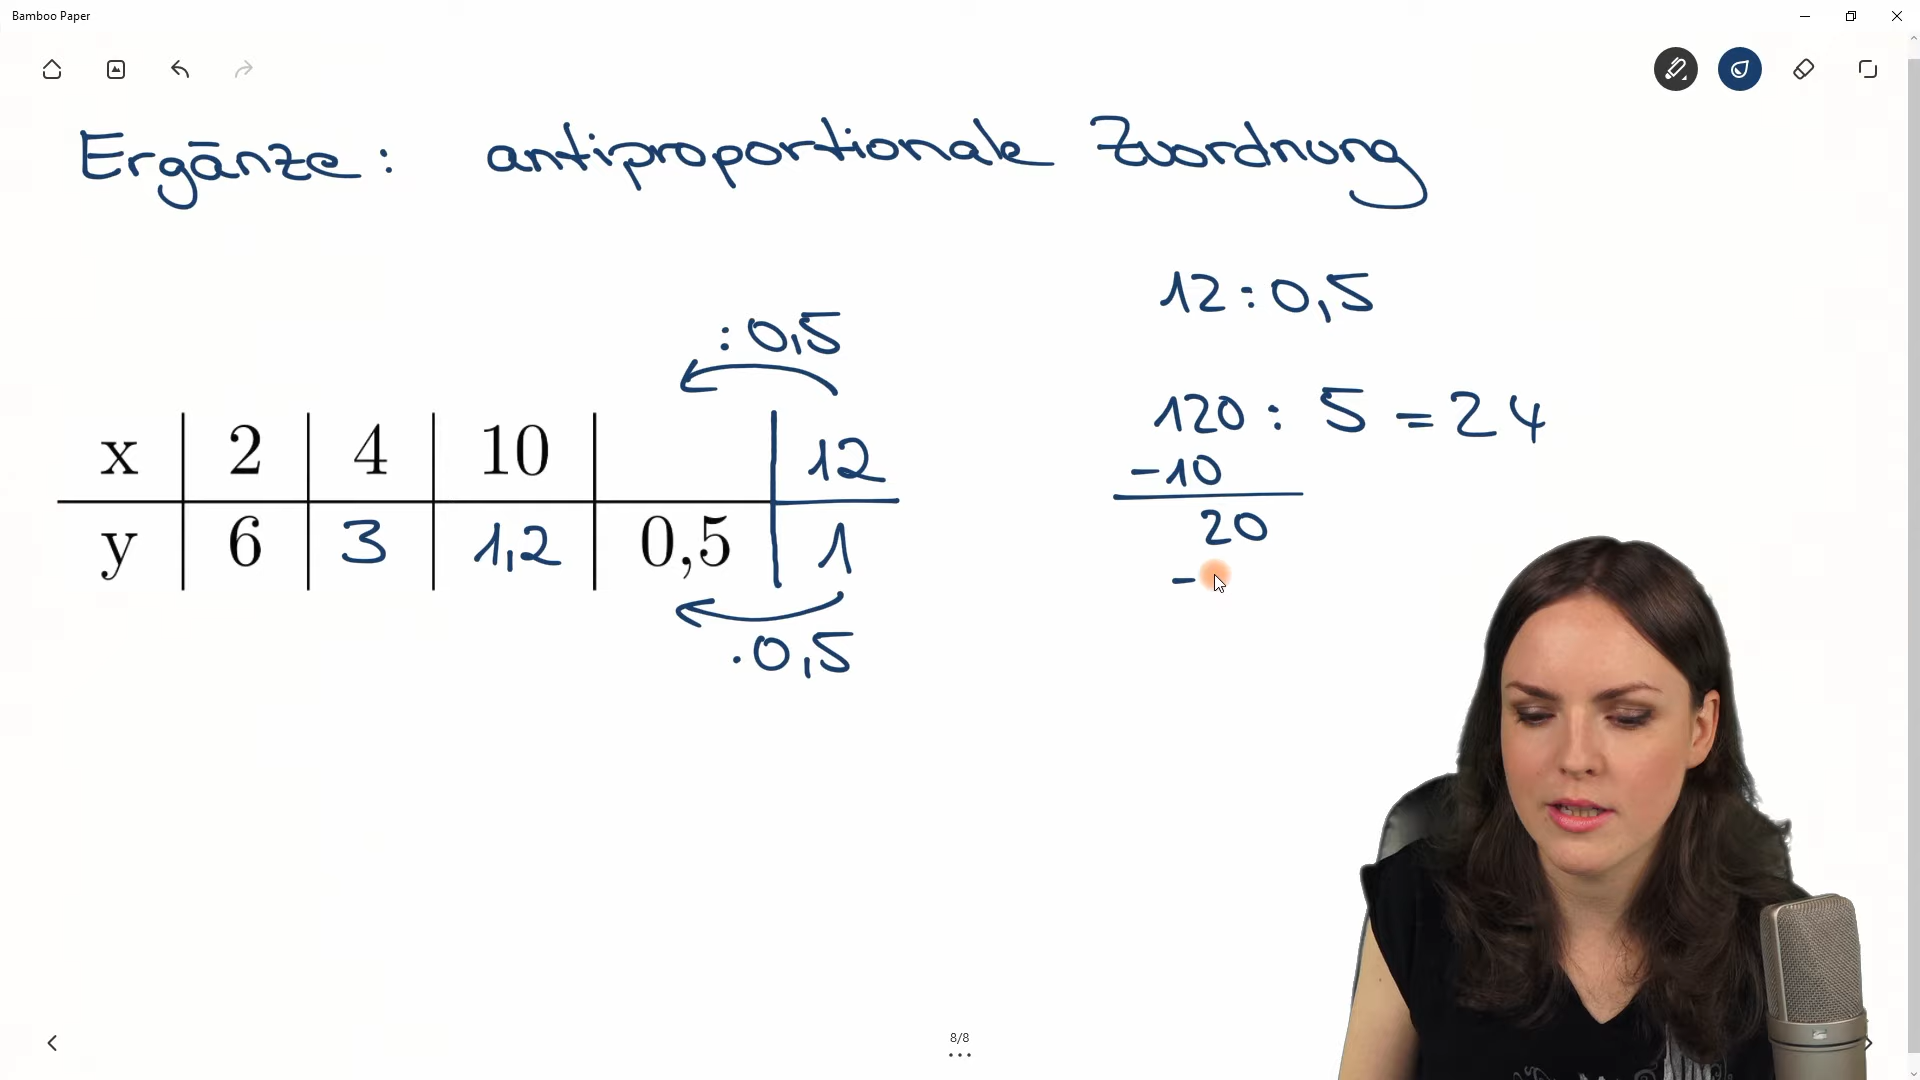 Bamboo Paper
Ergänze: antiproportionale Zuordnung
12 : 0,5
: 0,5
120 : 5 = 24
-10
20
-
x 2 4 10 12
y 6 3 1,2 0,5 1
· 0,5
8/8